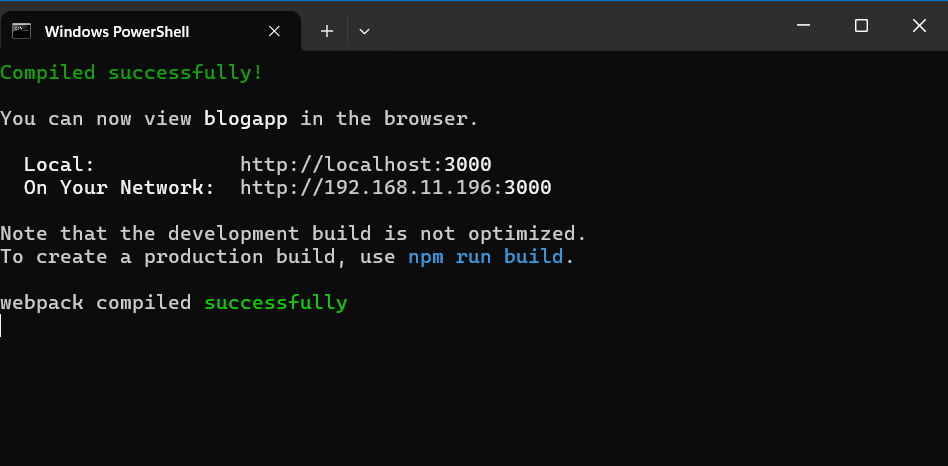 Windows PowerShell
Compiled successfully!
You can now view blogapp in the browser.
Local: http://localhost:3000
On Your Network: http://192.168.11.196:3000
Note that the development build is not optimized.
To create a production build, use npm run build.
webpack compiled successfully